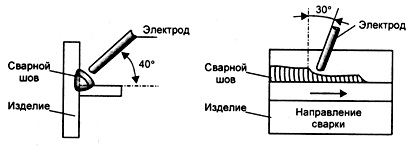 Электрод
Сварной
шов
40°
Изделие
30°
Электрод
Сварной
шов
Изделие
Направление
сварки